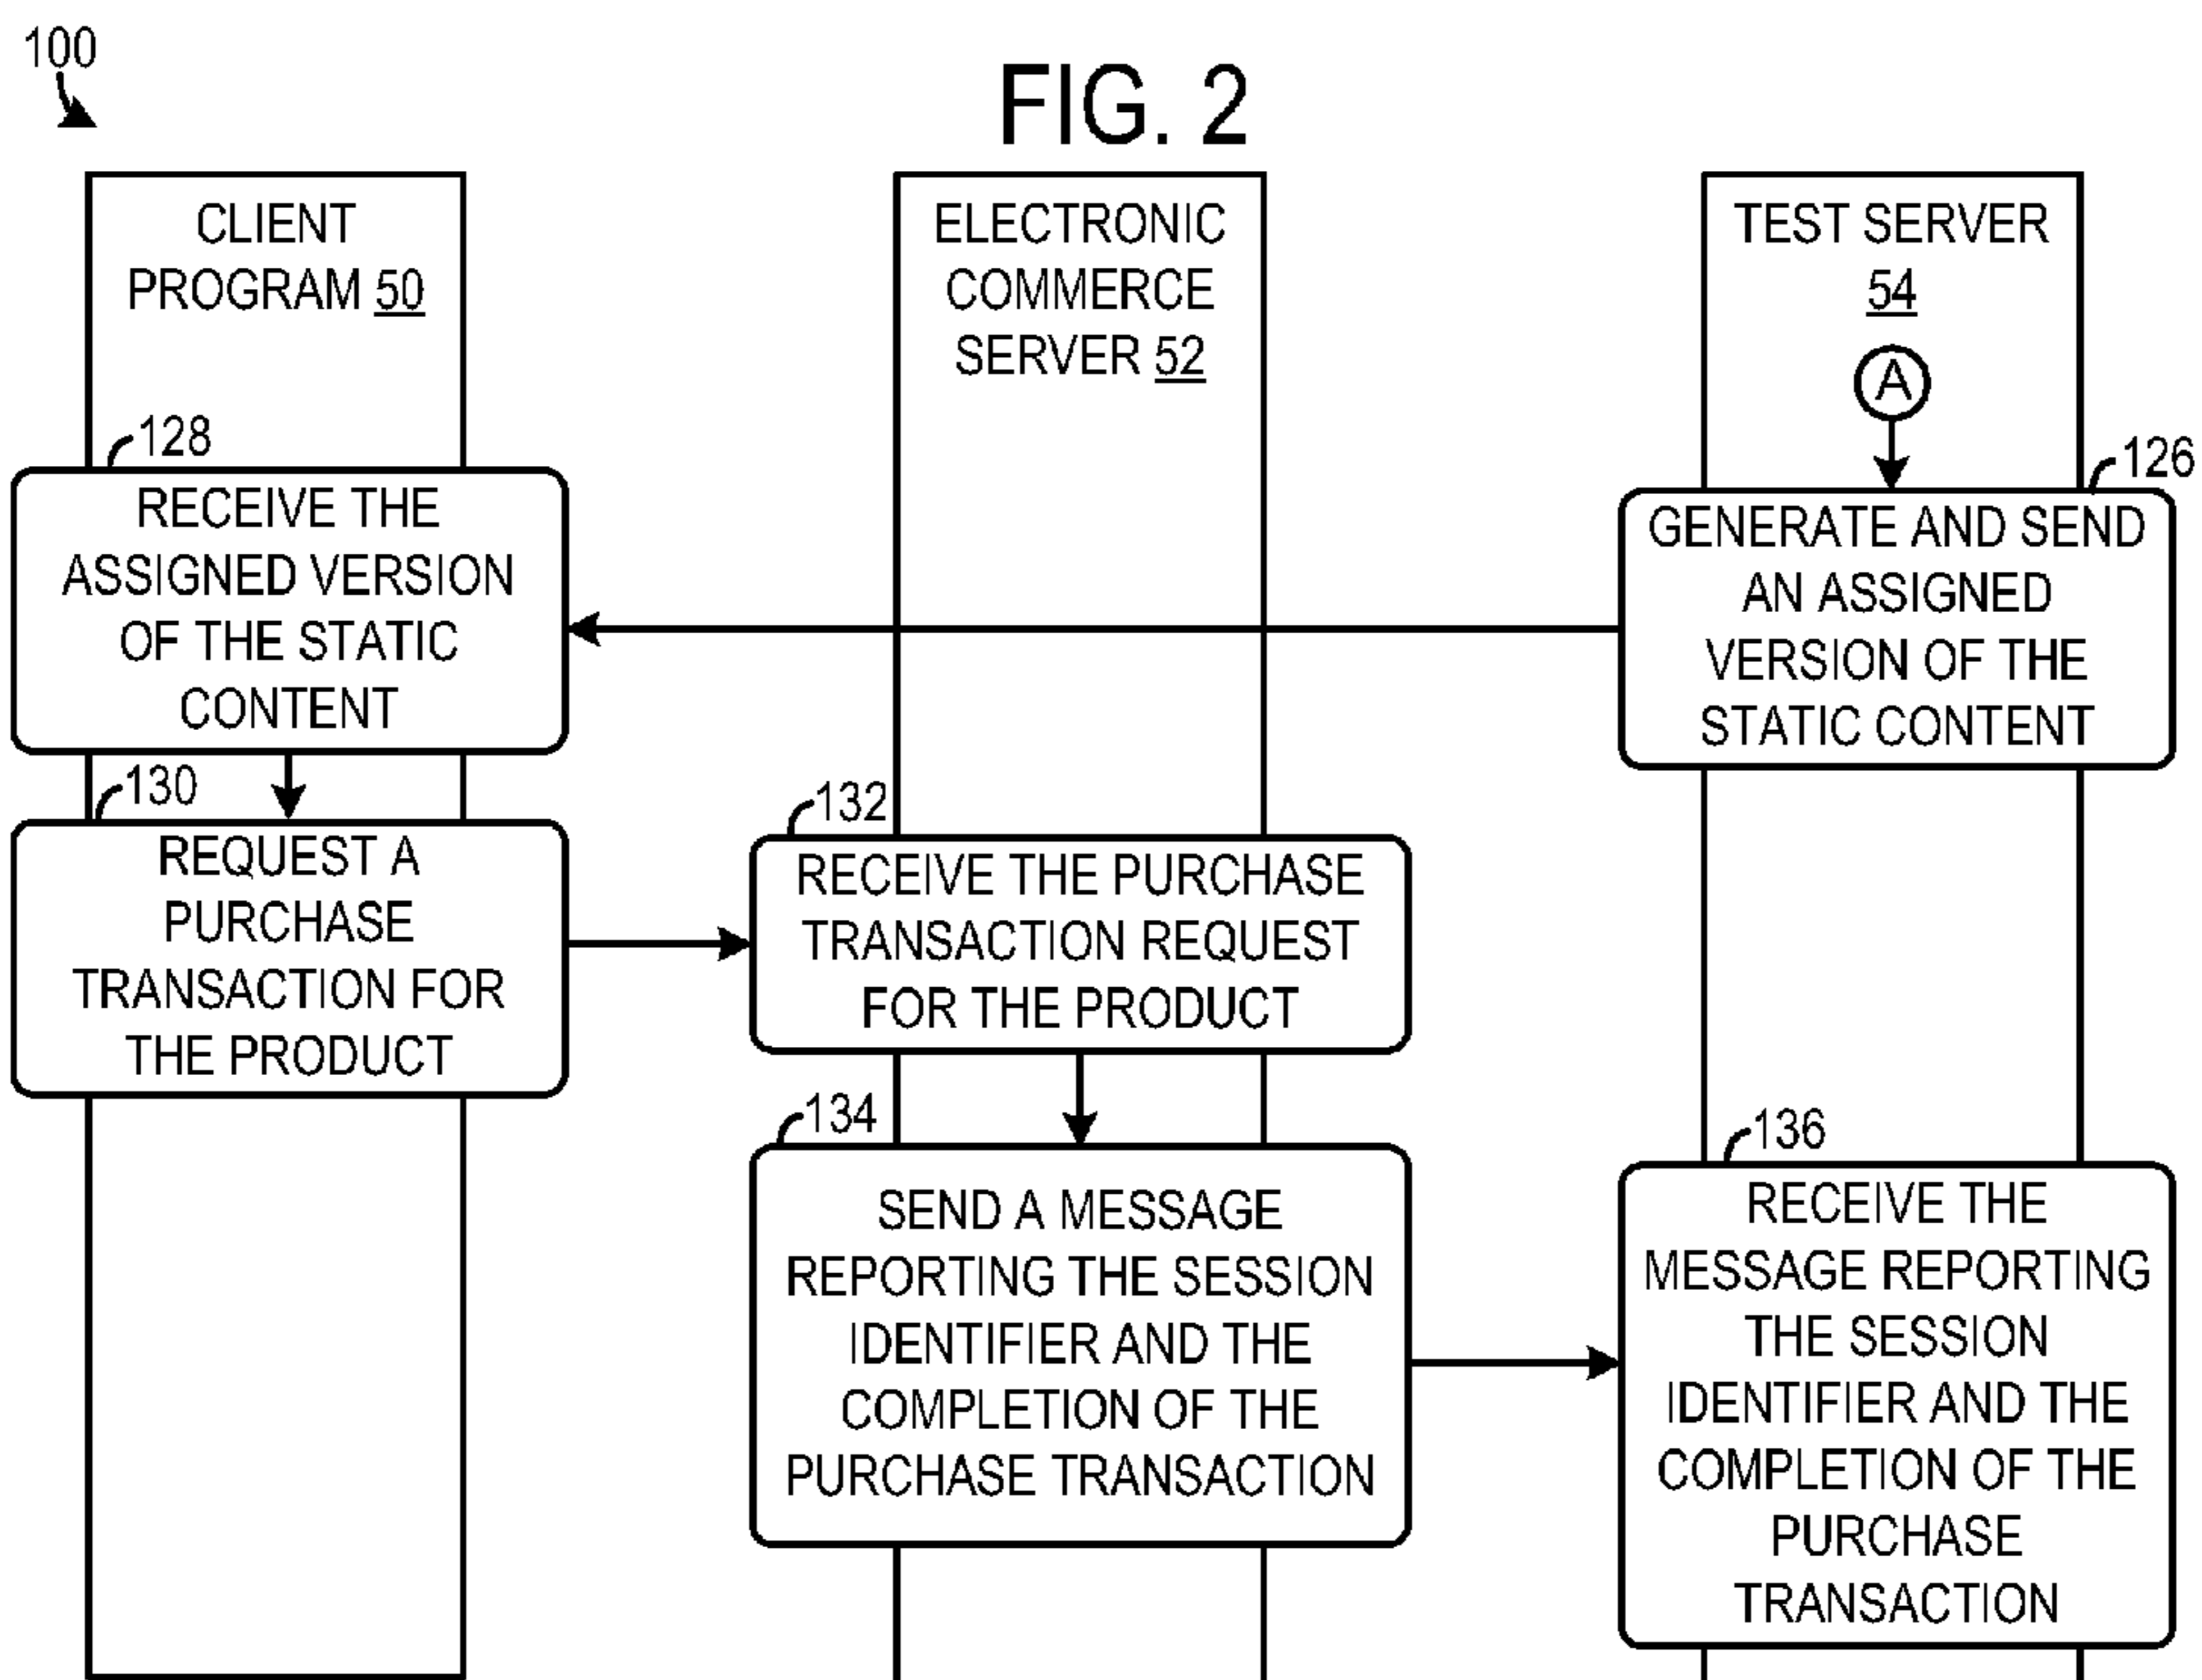 100
FIG. 2
CLIENT
PROGRAM 50
ELECTRONIC
COMMERCE
SERVER 52
TEST SERVER
54
A
126
GENERATE AND SEND
AN ASSIGNED
VERSION OF THE
STATIC CONTENT
128
RECEIVE THE
ASSIGNED VERSION
OF THE STATIC
CONTENT
130
REQUEST A
PURCHASE
TRANSACTION FOR
THE PRODUCT
132
RECEIVE THE PURCHASE
TRANSACTION REQUEST
FOR THE PRODUCT
134
SEND A MESSAGE
REPORTING THE SESSION
IDENTIFIER AND THE
COMPLETION OF THE
PURCHASE TRANSACTION
136
RECEIVE THE
MESSAGE REPORTING
THE SESSION
IDENTIFIER AND THE
COMPLETION OF THE
PURCHASE
TRANSACTION